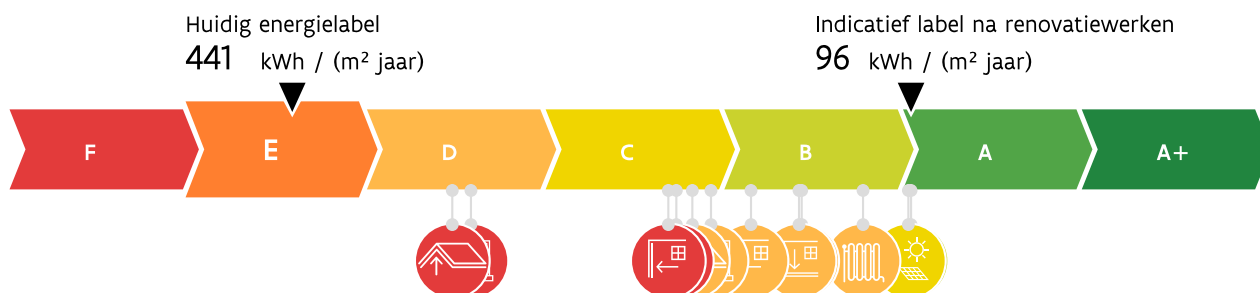 Huidig energielabel
441 kWh / (m² jaar)
Indicatief label na renovatiewerken
96 kWh / (m² jaar)
F E D C B A A+